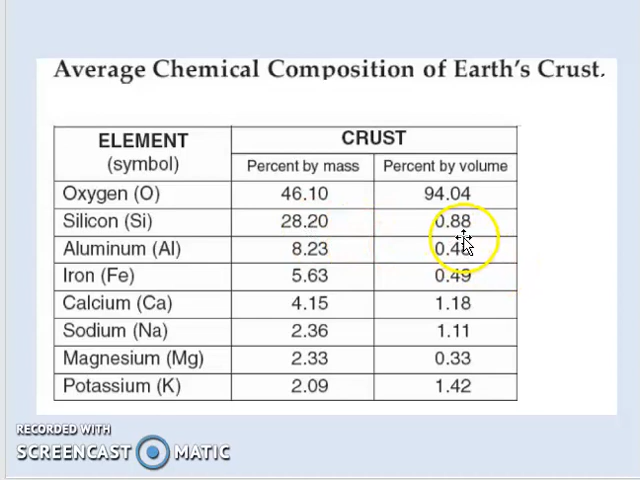 Average Chemical Composition of Earth's Crust.
ELEMENT (symbol) CRUST
Percent by mass Percent by volume
Oxygen (O) 46.10 94.04
Silicon (Si) 28.20 0.88
Aluminum (Al) 8.23
Iron (Fe) 5.63 0.49
Calcium (Ca) 4.15 1.18
Sodium (Na) 2.36 1.11
Magnesium (Mg) 2.33 0.33
Potassium (K) 2.09 1.42
RECORDED WITH
SCREENCAST MATIC